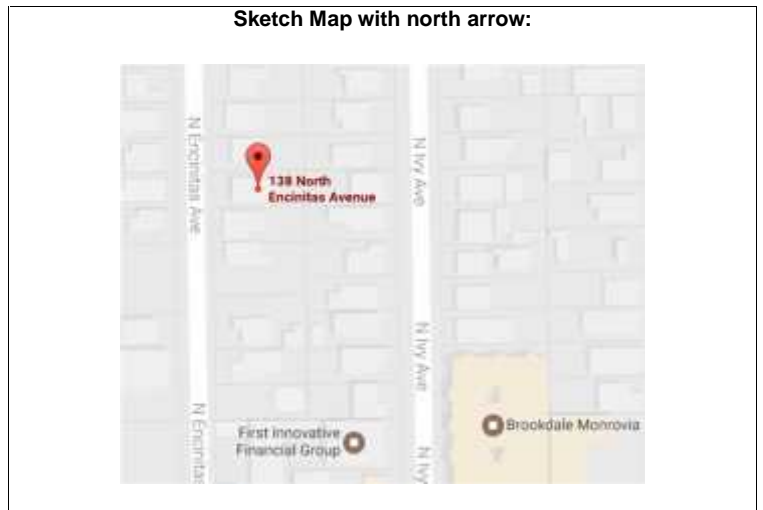 Sketch Map with north arrow:
N Encinitas Ave
N Ivy Ave
138 North
Encinitas Avenue
N Ivy Ave
N Encinitas
First Innovative
Financial Group
Brookdale Monrovia
N Ivy